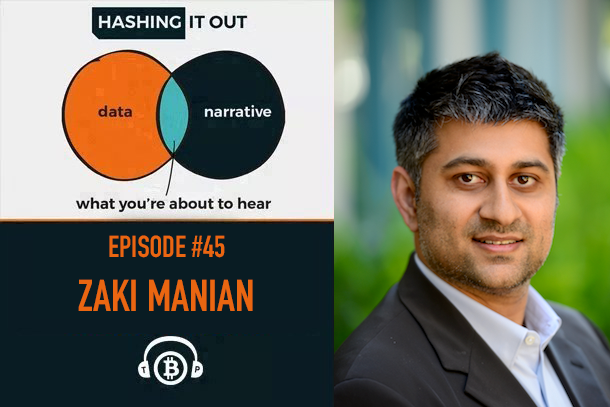 HASHING IT OUT
data
narrative
what you're about to hear
EPISODE #45
ZAKI MANIAN
T P